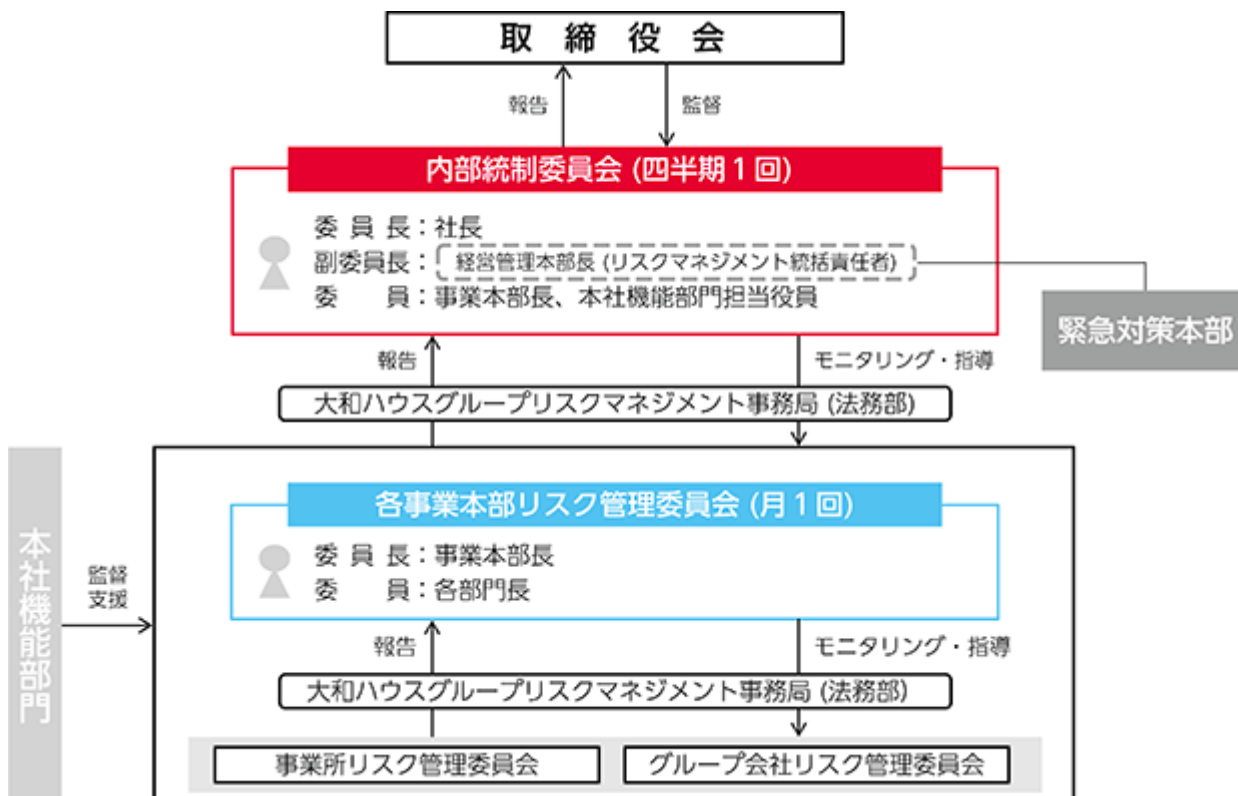 取締役会
報告
監督
内部統制委員会 (四半期1回)
委員長：社長
副委員長：経営管理本部長 (リスクマネジメント統括責任者)
委員：事業本部長、本社機能部門担当役員
緊急対策本部
報告
モニタリング・指導
大和ハウスグループリスクマネジメント事務局 (法務部)
本社機能部門
監督
支援
各事業本部リスク管理委員会 (月1回)
委員長：事業本部長
委員：各部門長
報告
モニタリング・指導
大和ハウスグループリスクマネジメント事務局 (法務部)
事業所リスク管理委員会
グループ会社リスク管理委員会